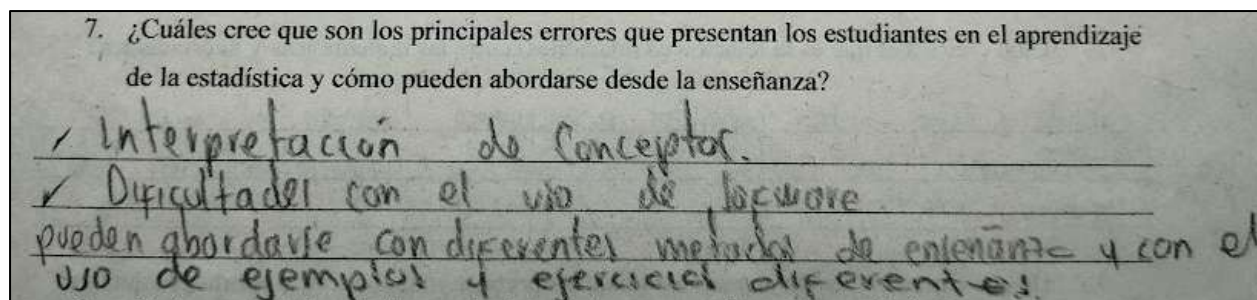 7. ¿Cuáles cree que son los principales errores que presentan los estudiantes en el aprendizaje
de la estadística y cómo pueden abordarse desde la enseñanza?
✓ Interpretación de Conceptos.
✓ Dificultades con el uso de sofware
pueden abordarse con diferentes metodos de enseñanza y con el
uso de ejemplos y ejercicios diferentes.